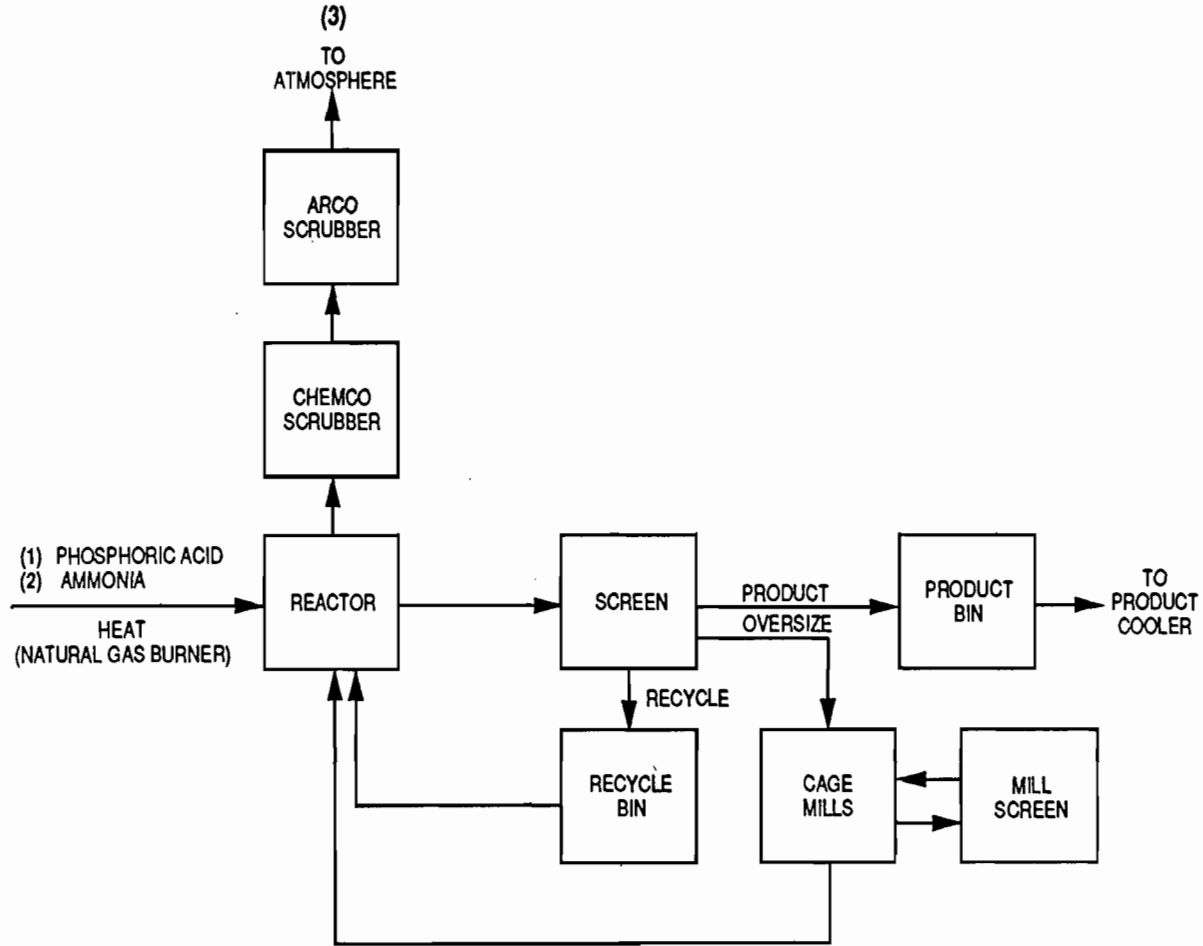 (3)
TO
ATMOSPHERE
ARCO
SCRUBBER
CHEMCO
SCRUBBER
(1) PHOSPHORIC ACID
(2) AMMONIA
HEAT
(NATURAL GAS BURNER)
REACTOR
SCREEN
PRODUCT
OVERSIZE
PRODUCT
BIN
TO
PRODUCT
COOLER
RECYCLE
RECYCLE
BIN
CAGE
MILLS
MILL
SCREEN